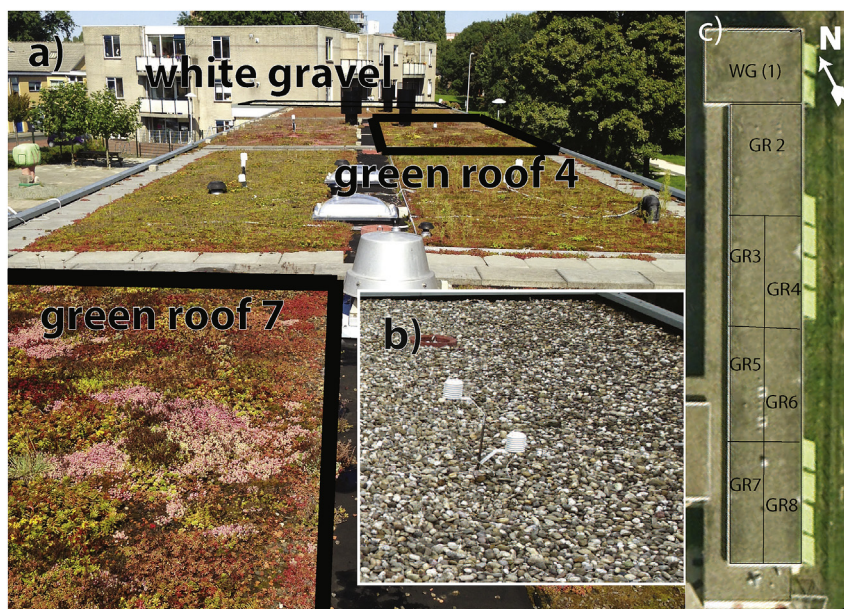 a)
white gravel
green roof 4
green roof 7
b)
c)
N
WG (1)
GR 2
GR3
GR4
GR5
GR6
GR7
GR8